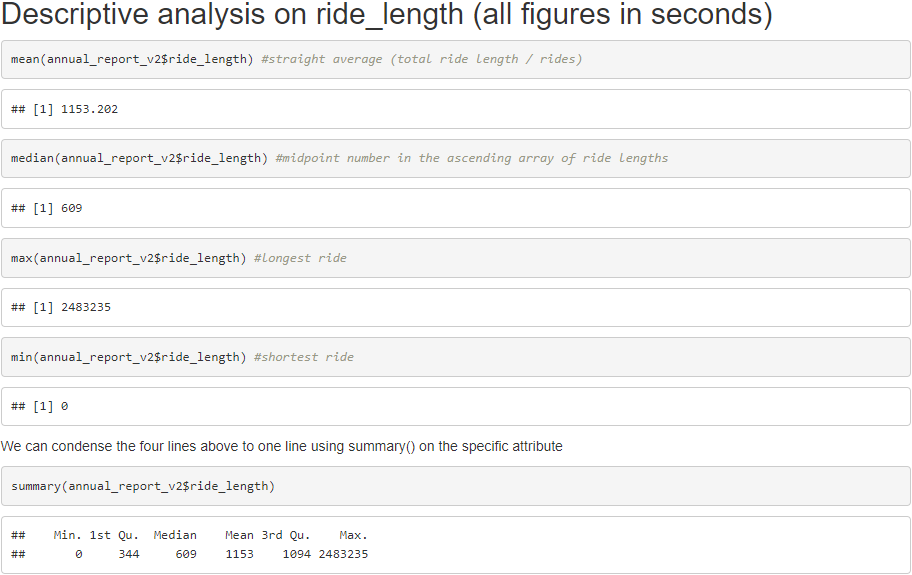 Descriptive analysis on ride_length (all figures in seconds)
mean(annual_report_v2$ride_length) #straight average (total ride length / rides)
## [1] 1153.202
median(annual_report_v2$ride_length) #midpoint number in the ascending array of ride lengths
## [1] 609
max(annual_report_v2$ride_length) #longest ride
## [1] 2483235
min(annual_report_v2$ride_length) #shortest ride
## [1] 0
We can condense the four lines above to one line using summary() on the specific attribute
summary(annual_report_v2$ride_length)
##    Min. 1st Qu.  Median    Mean 3rd Qu.    Max.
##       0     344     609    1153    1094 2483235